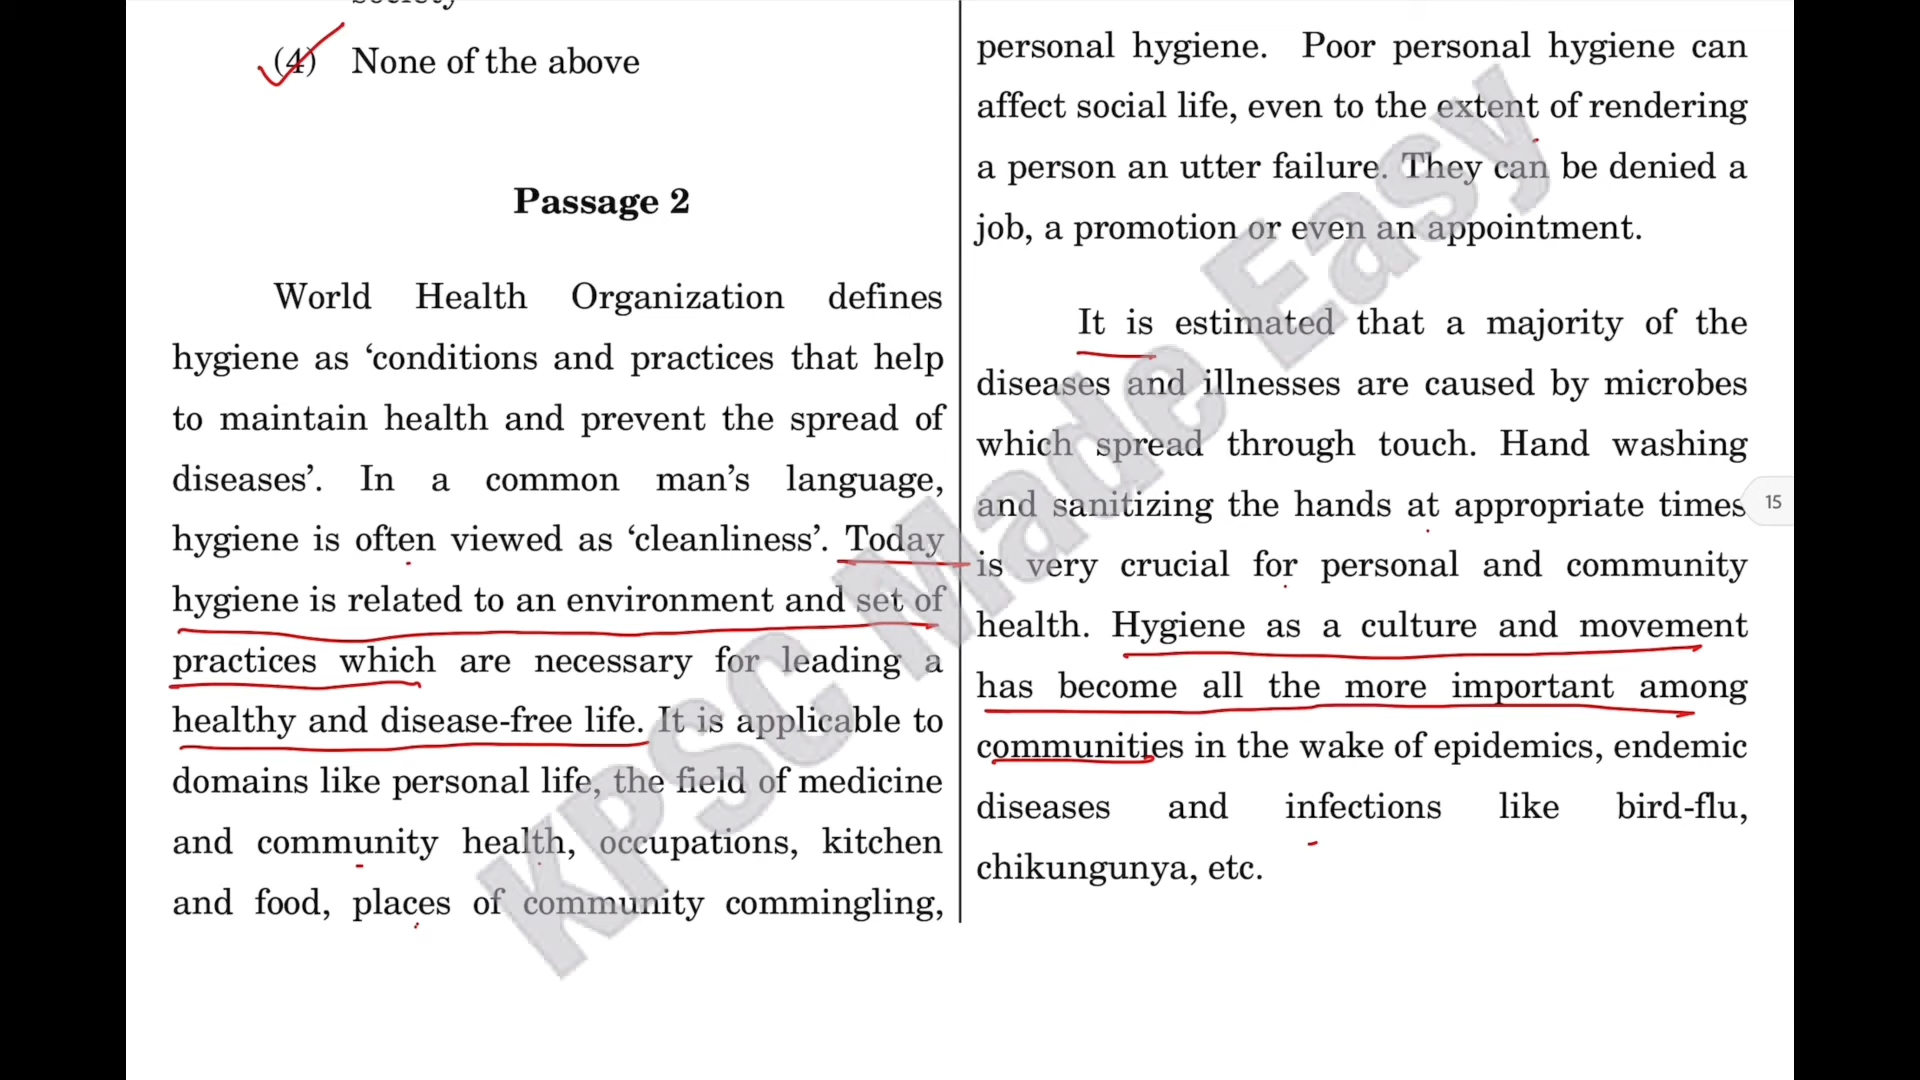 (4) None of the above
Passage 2
World Health Organization defines
hygiene as ‘conditions and practices that help
to maintain health and prevent the spread of
diseases’. In a common man’s language,
hygiene is often viewed as ‘cleanliness’. Today
hygiene is related to an environment and set of
practices which are necessary for leading a
healthy and disease-free life. It is applicable to
domains like personal life, the field of medicine
and community health, occupations, kitchen
and food, places of community commingling,
personal hygiene. Poor personal hygiene can
affect social life, even to the extent of rendering
a person an utter failure. They can be denied a
job, a promotion or even an appointment.
It is estimated that a majority of the
diseases and illnesses are caused by microbes
which spread through touch. Hand washing
and sanitizing the hands at appropriate times
is very crucial for personal and community
health. Hygiene as a culture and movement
has become all the more important among
communities in the wake of epidemics, endemic
diseases and infections like bird-flu,
chikungunya, etc.
15
KPSC Made Easy